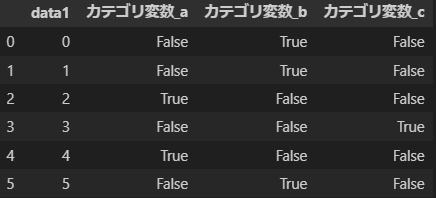 data1 カテゴリ変数_a カテゴリ変数_b カテゴリ変数_c
0 0 False True False
1 1 False True False
2 2 True False False
3 3 False False True
4 4 True False False
5 5 False True False